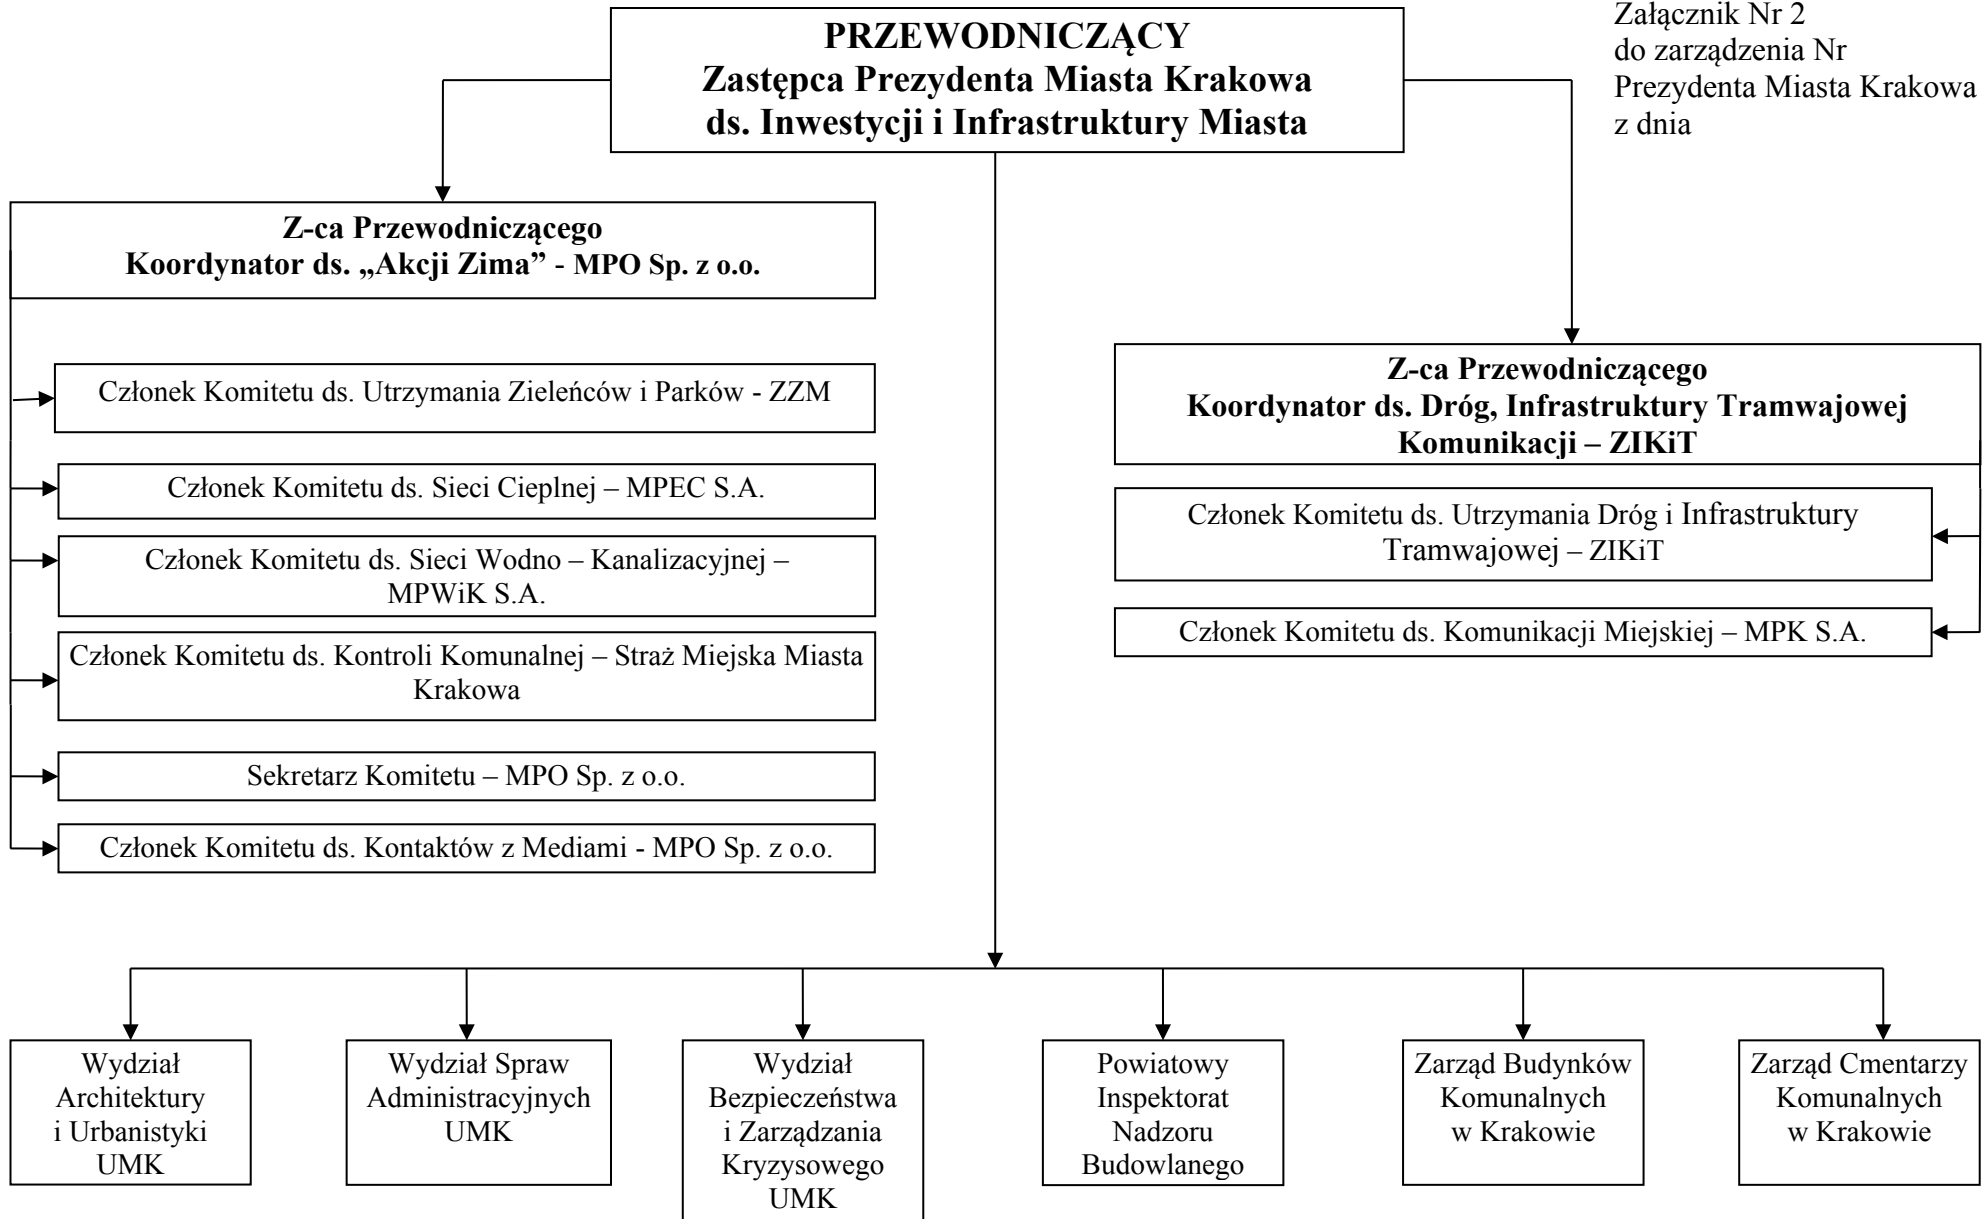 PRZEWODNICZĄCY
Zastępca Prezydenta Miasta Krakowa
ds. Inwestycji i Infrastruktury Miasta
Załącznik Nr 2
do zarządzenia Nr
Prezydenta Miasta Krakowa
z dnia
Z-ca Przewodniczącego
Koordynator ds. „Akcji Zima” - MPO Sp. z o.o.
Członek Komitetu ds. Utrzymania Zieleńców i Parków - ZZM
Członek Komitetu ds. Sieci Cieplnej – MPEC S.A.
Członek Komitetu ds. Sieci Wodno – Kanalizacyjnej –
MPWiK S.A.
Członek Komitetu ds. Kontroli Komunalnej – Straż Miejska Miasta
Krakowa
Sekretarz Komitetu – MPO Sp. z o.o.
Członek Komitetu ds. Kontaktów z Mediami - MPO Sp. z o.o.
Z-ca Przewodniczącego
Koordynator ds. Dróg, Infrastruktury Tramwajowej
Komunikacji – ZIKiT
Członek Komitetu ds. Utrzymania Dróg i Infrastruktury
Tramwajowej – ZIKiT
Członek Komitetu ds. Komunikacji Miejskiej – MPK S.A.
Wydział
Architektury
i Urbanistyki
UMK
Wydział Spraw
Administracyjnych
UMK
Wydział
Bezpieczeństwa
i Zarządzania
Kryzysowego
UMK
Powiatowy
Inspektorat
Nadzoru
Budowlanego
Zarząd Budynków
Komunalnych
w Krakowie
Zarząd Cmentarzy
Komunalnych
w Krakowie